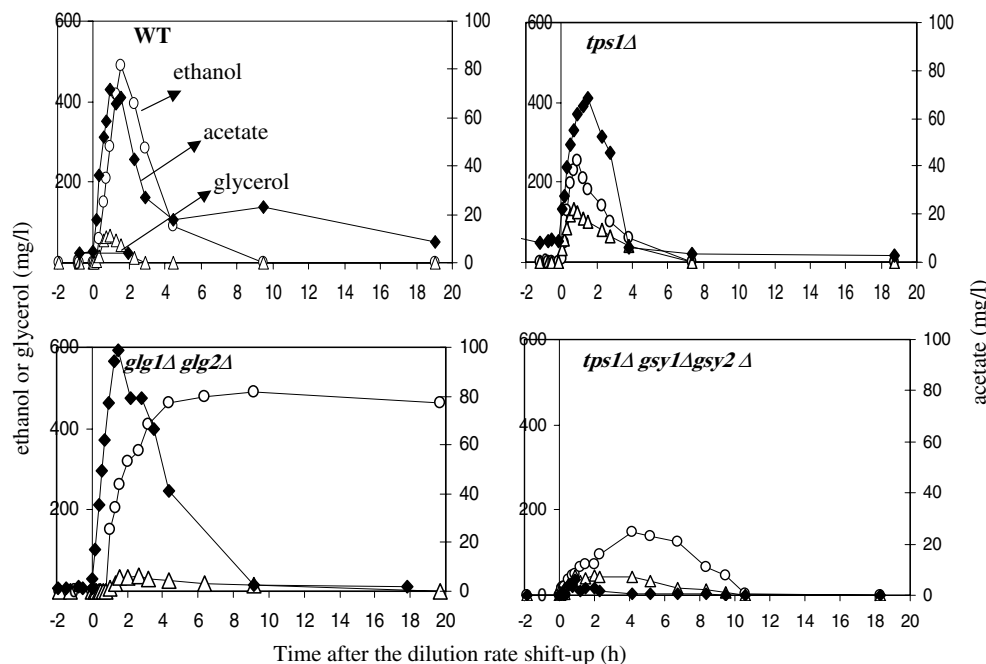 WT
600
400
200
0
100
80
60
40
20
0
ethanol
acetate
glycerol
-2 0 2 4 6 8 10 12 14 16 18 20
tps1Δ
600
400
200
0
100
80
60
40
20
0
-2 0 2 4 6 8 10 12 14 16 18 20
glg1Δ glg2Δ
600
400
200
0
100
80
60
40
20
0
-2 0 2 4 6 8 10 12 14 16 18 20
tps1Δ gsy1Δgsy2 Δ
600
400
200
0
100
80
60
40
20
0
-2 0 2 4 6 8 10 12 14 16 18 20
ethanol or glycerol (mg/l)
acetate (mg/l)
Time after the dilution rate shift-up (h)